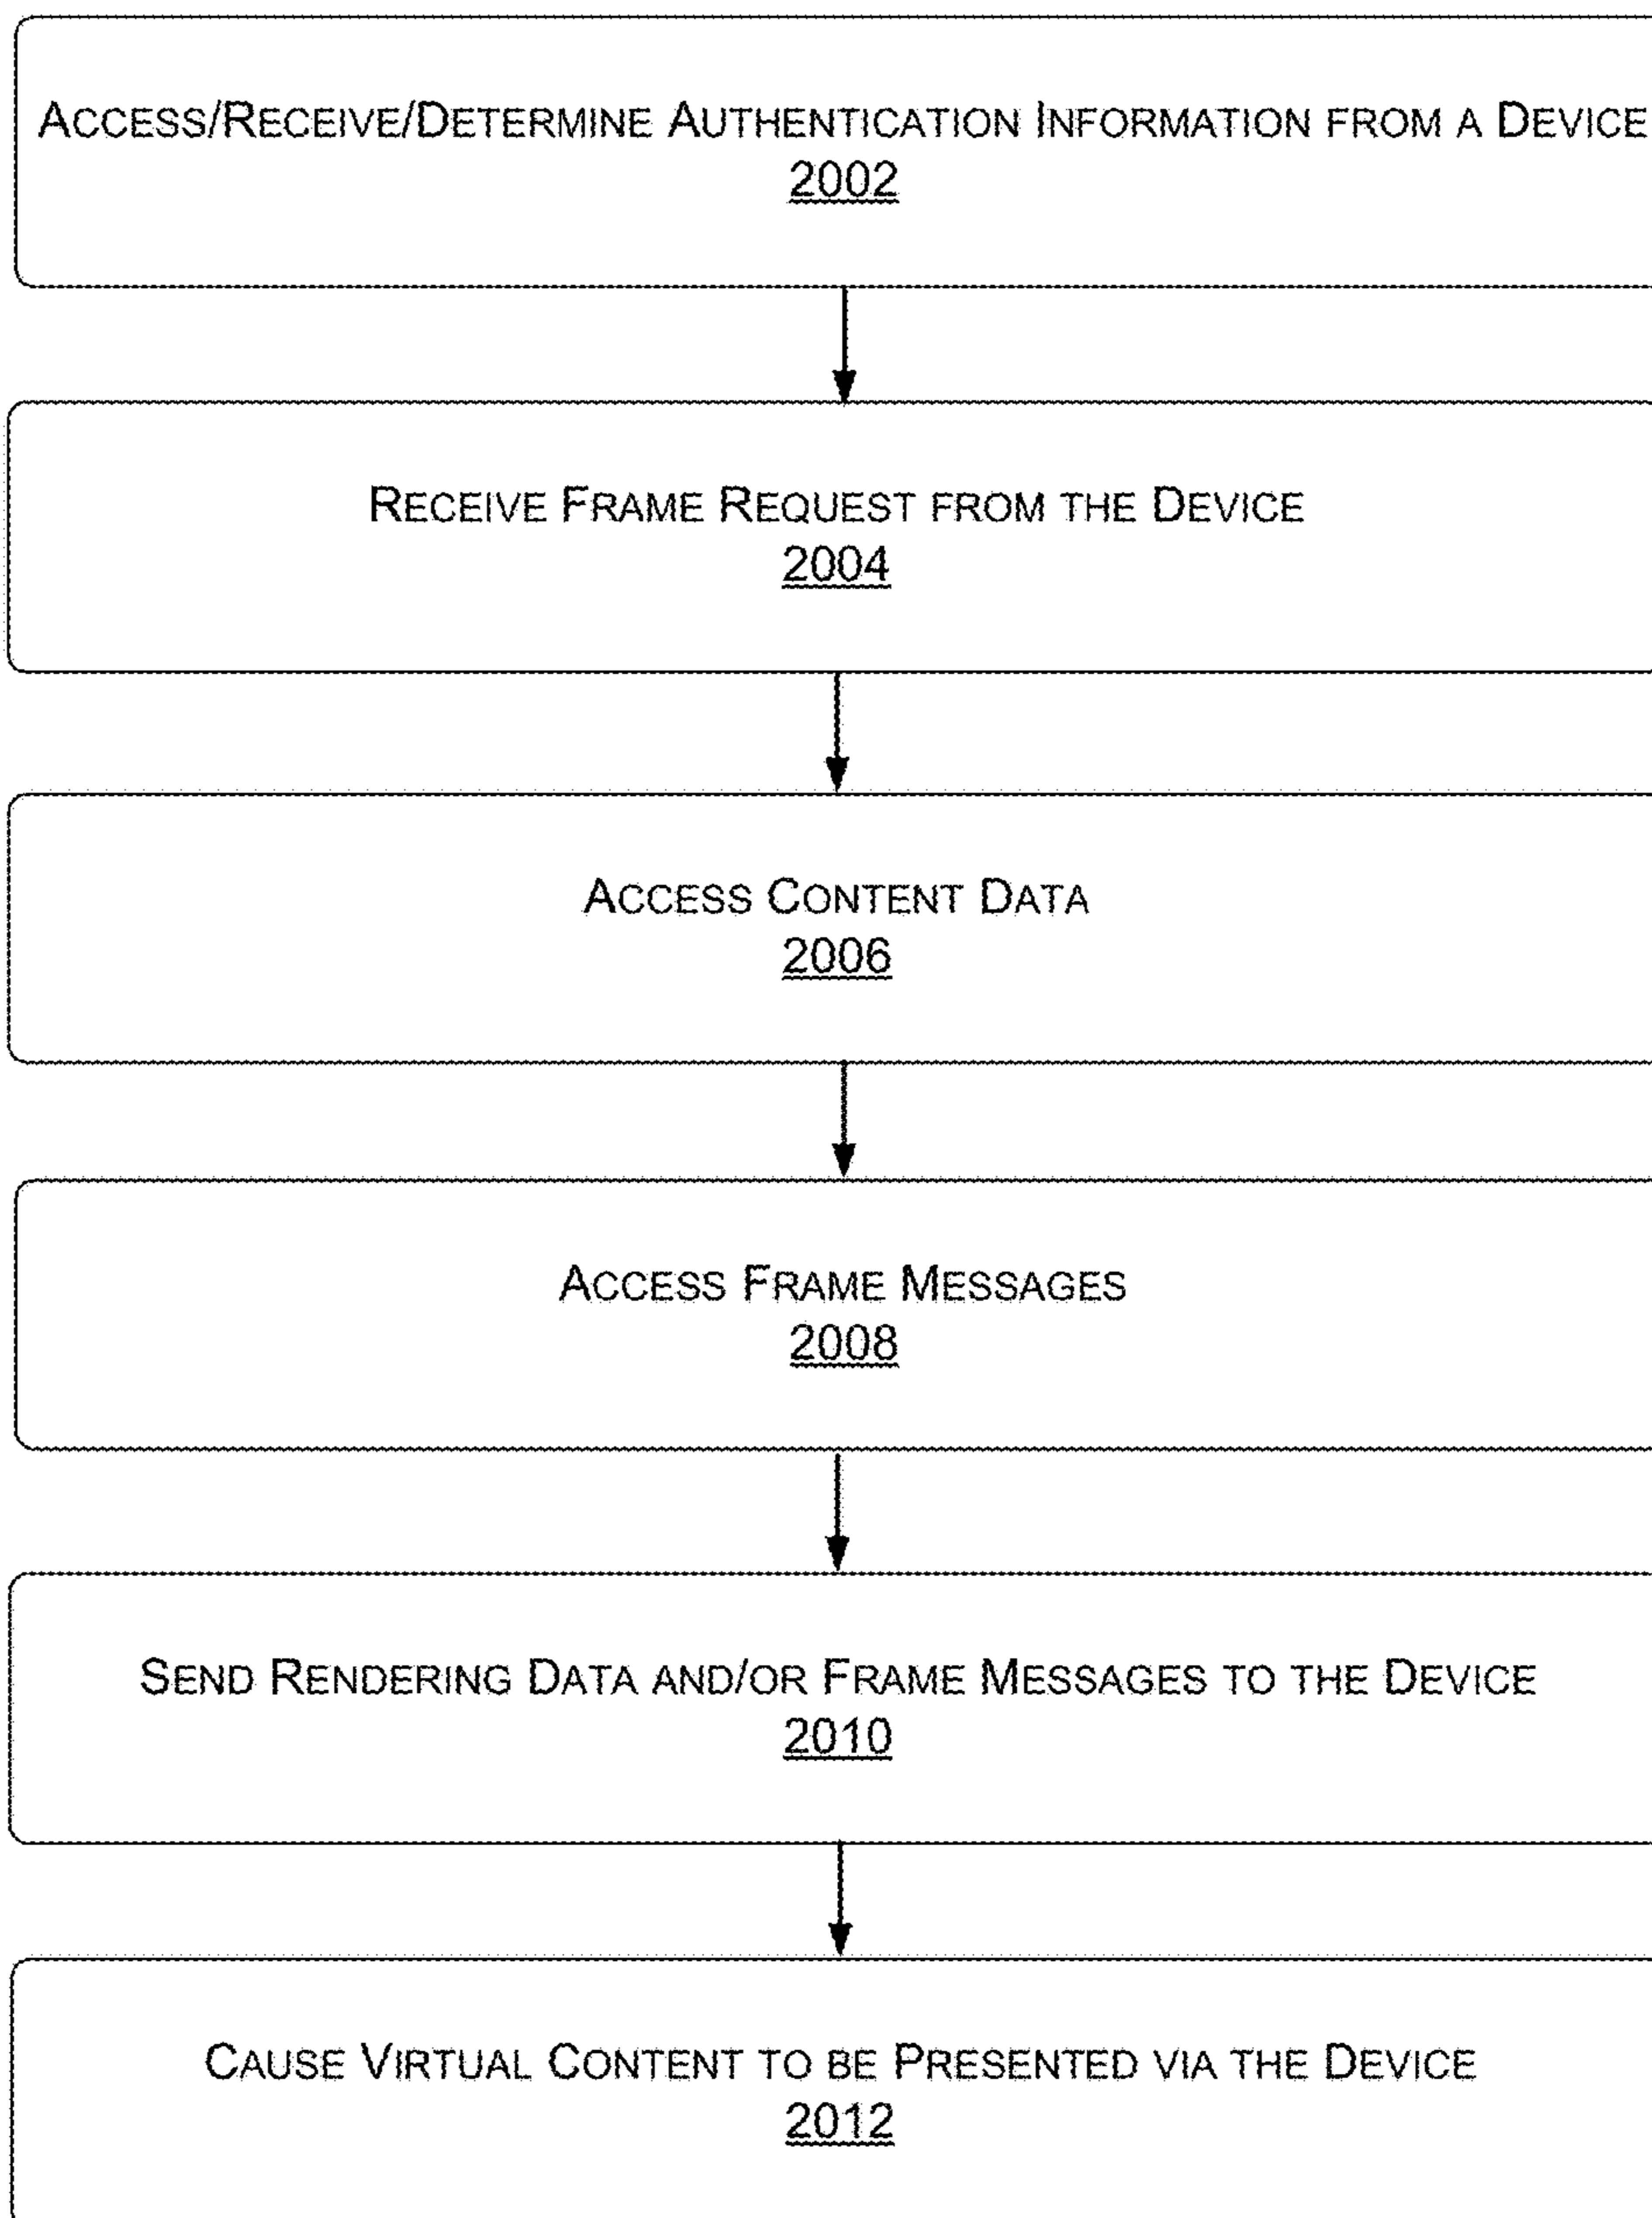 ACCESS/RECEIVE/DETERMINE AUTHENTICATION INFORMATION FROM A DEVICE
2002
RECEIVE FRAME REQUEST FROM THE DEVICE
2004
ACCESS CONTENT DATA
2006
ACCESS FRAME MESSAGES
2008
SEND RENDERING DATA AND/OR FRAME MESSAGES TO THE DEVICE
2010
CAUSE VIRTUAL CONTENT TO BE PRESENTED VIA THE DEVICE
2012